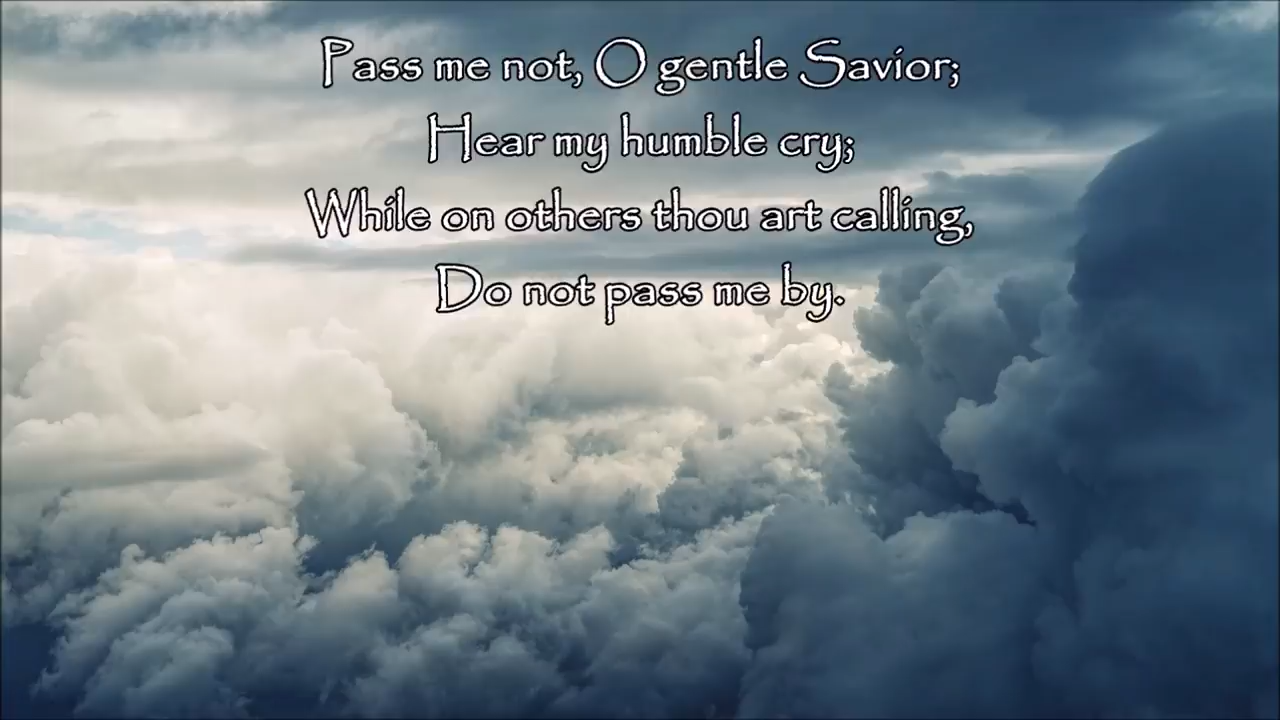 Pass me not, O gentle Savior;
Hear my humble cry;
While on others thou art calling,
Do not pass me by.